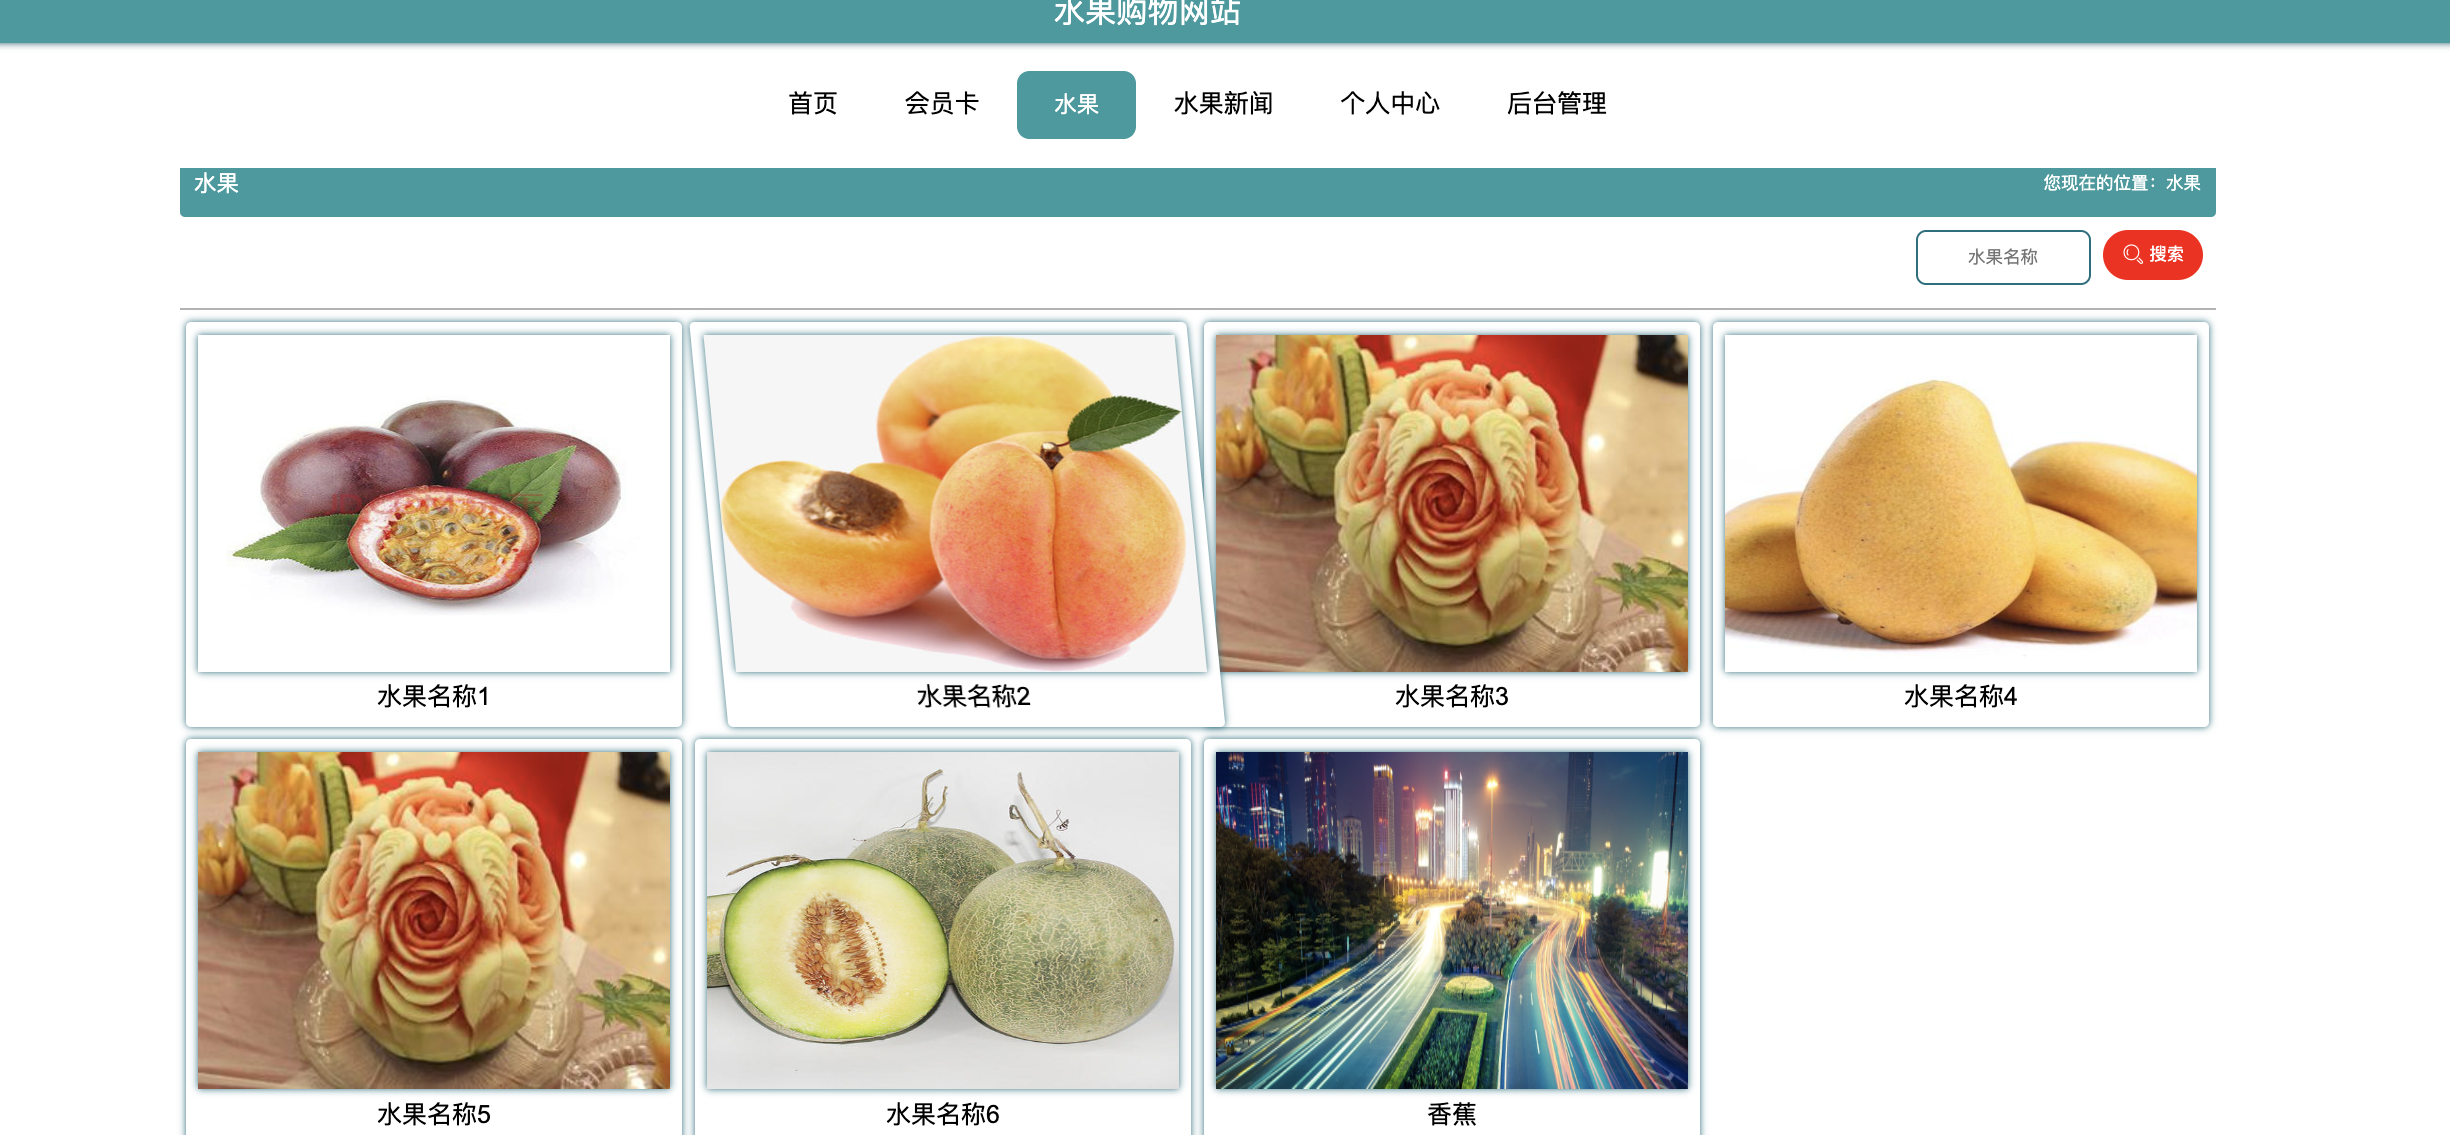 水果购物网站
首页 会员卡 水果 水果新闻 个人中心 后台管理
水果 您现在的位置：水果
水果名称 搜索
水果名称1 水果名称2 水果名称3 水果名称4
水果名称5 水果名称6 香蕉